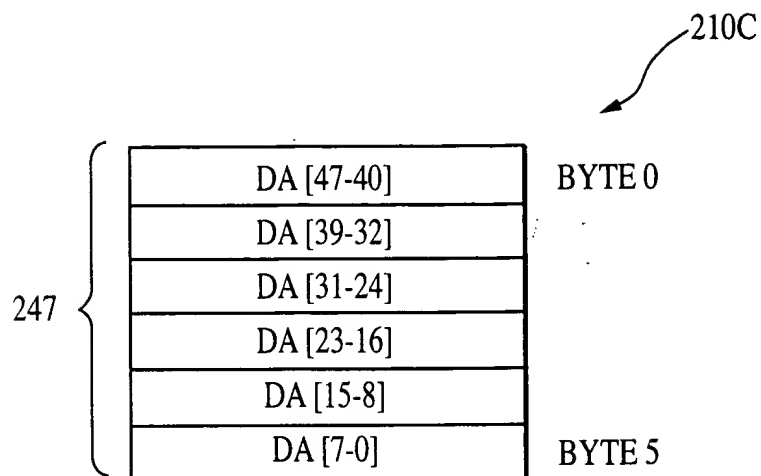 210C
DA [47-40] BYTE 0
DA [39-32]
DA [31-24]
247
DA [23-16]
DA [15-8]
DA [7-0] BYTE 5